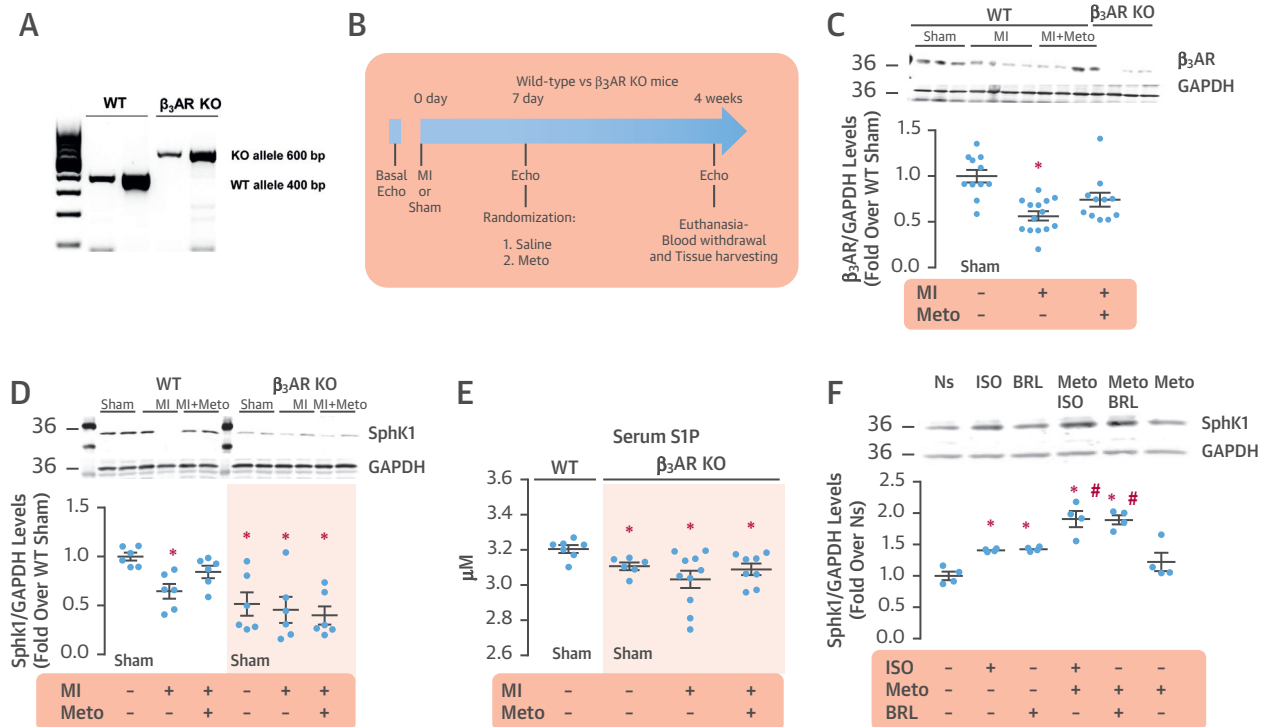 A
WT
β3AR KO
KO allele 600 bp
WT allele 400 bp
B
Wild-type vs β3AR KO mice
0 day
7 day
4 weeks
Basal
Echo
MI
or
Sham
Echo
Randomization:
1. Saline
2. Meto
Echo
Euthanasia-
Blood withdrawal
and Tissue harvesting
C
WT
β3AR KO
Sham
MI
MI+Meto
36
β3AR
36
GAPDH
β3AR/GAPDH Levels
(Fold Over WT Sham)
1.5
1.0
0.5
0.0
*
Sham
MI – + +
Meto – – +
D
WT
β3AR KO
Sham
MI
MI+Meto
Sham
MI
MI+Meto
36
SphK1
36
GAPDH
Sphk1/GAPDH Levels
(Fold Over WT Sham)
1.5
1.0
0.5
0.0
* * * *
Sham
Sham
MI – + + – + +
Meto – – + – – +
E
Serum S1P
WT
β3AR KO
µM
3.6
3.4
3.2
3.0
2.8
2.6
* * *
Sham
Sham
MI – – + +
Meto – – – +
F
Ns
ISO
BRL
Meto
ISO
Meto
BRL
Meto
36
SphK1
36
GAPDH
Sphk1/GAPDH Levels
(Fold Over Ns)
2.5
2.0
1.5
1.0
0.5
0.0
* * * # * #
ISO – + – + – –
Meto – – – + + +
BRL – – + – + –